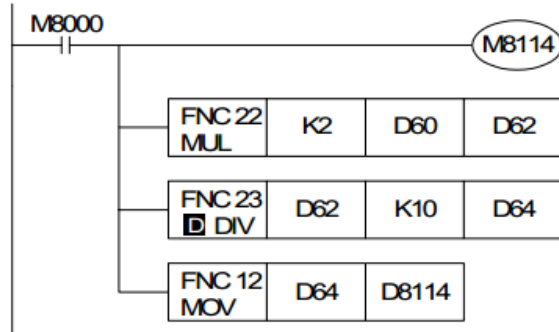 M8000
M8114
FNC 22
MUL
K2
D60
D62
FNC 23
D DIV
D62
K10
D64
FNC 12
MOV
D64
D8114